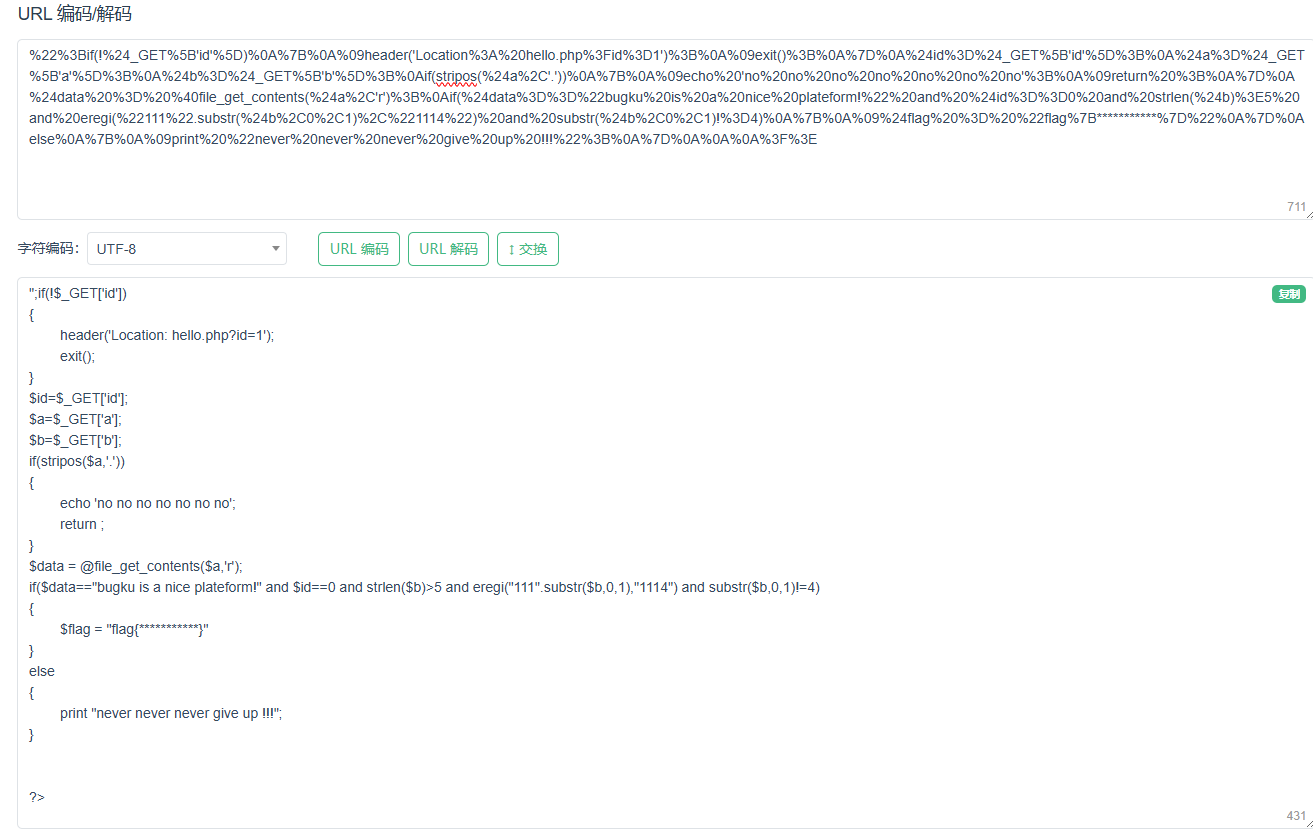 URL 编码/解码
%22%3Bif(!%24_GET%5B'id'%5D)%0A%7B%0A%09header('Location%3A%20hello.php%3Fid%3D1')%3B%0A%09exit()%3B%0A%7D%0A%24id%3D%24_GET%5B'id'%5D%3B%0A%24a%3D%24_GET
%5B'a'%5D%3B%0A%24b%3D%24_GET%5B'b'%5D%3B%0Aif(stripos(%24a%2C'.'))%0A%7B%0A%09echo%20'no%20no%20no%20no%20no%20no%20no'%3B%0A%09return%20%3B%0A%7D%0A
%24data%20%3D%20%40file_get_contents(%24a%2C'r')%3B%0Aif(%24data%3D%3D%22bugku%20is%20a%20nice%20plateform!%22%20and%20%24id%3D%3D0%20and%20strlen(%24b)%3E5%20
and%20eregi(%22111%22.substr(%24b%2C0%2C1)%2C%221114%22)%20and%20substr(%24b%2C0%2C1)!%3D4)%0A%7B%0A%09%24flag%20%3D%20%22flag%7B***********%7D%22%0A%7D%0A
else%0A%7B%0A%09print%20%22never%20never%20never%20give%20up%20!!!%22%3B%0A%7D%0A%0A%0A%3F%3E
711
字符编码： UTF-8 URL 编码 URL 解码 ↕ 交换
";if(!$_GET['id'])
复制
{
header('Location: hello.php?id=1');
exit();
}
$id=$_GET['id'];
$a=$_GET['a'];
$b=$_GET['b'];
if(stripos($a,'.'))
{
echo 'no no no no no no no';
return ;
}
$data = @file_get_contents($a,'r');
if($data=="bugku is a nice plateform!" and $id==0 and strlen($b)>5 and eregi("111".substr($b,0,1),"1114") and substr($b,0,1)!=4)
{
$flag = "flag{***********}"
}
else
{
print "never never never give up !!!";
}
?>
431